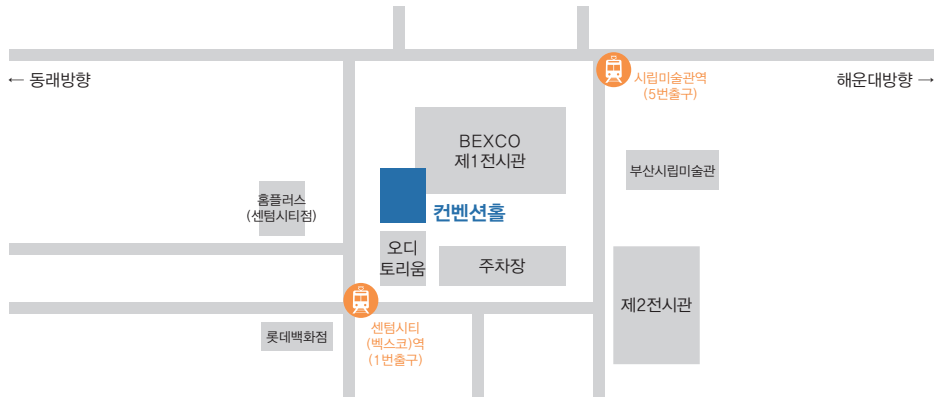 ← 동래방향
시립미술관역
(5번출구)
해운대방향 →
BEXCO
제1전시관
부산시립미술관
홈플러스
(센텀시티점)
컨벤션홀
오디
토리움
주차장
제2전시관
롯데백화점
센텀시티
(벡스코)역
(1번출구)